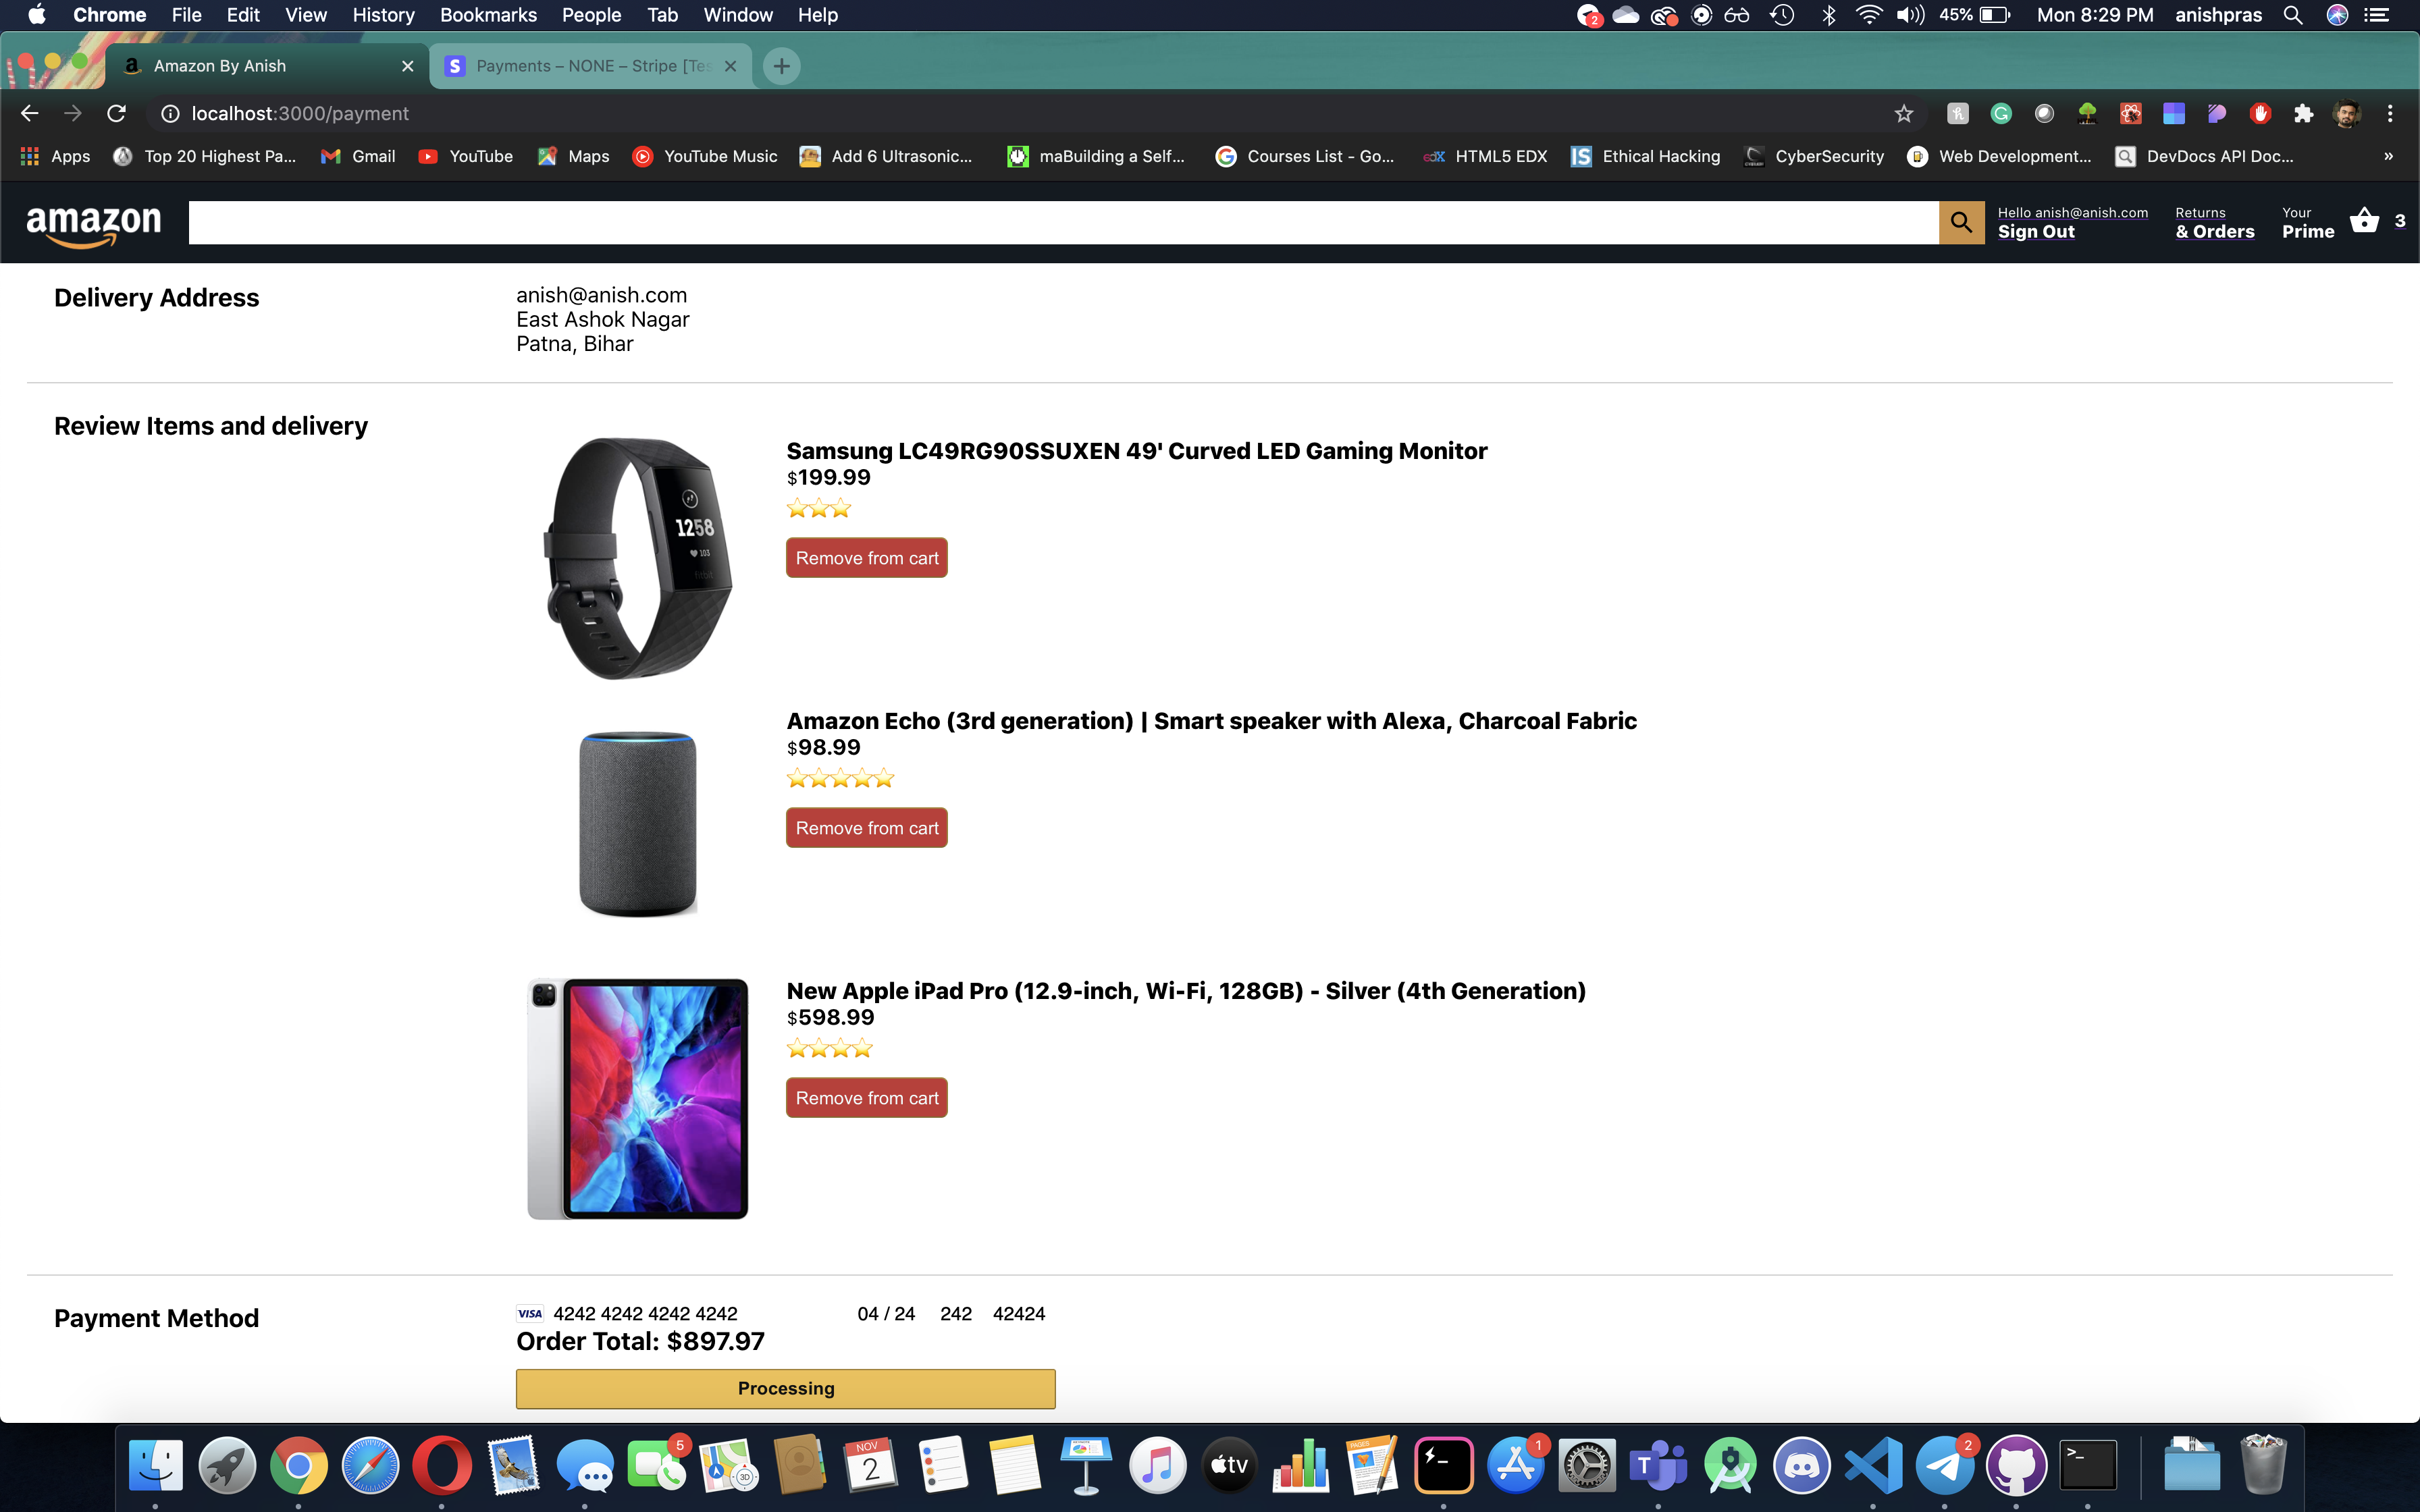 Chrome File Edit View History Bookmarks People Tab Window Help 2 45% Mon 8:29 PM anishpras
Amazon By Anish Payments – NONE – Stripe [Tes
localhost:3000/payment
Apps Top 20 Highest Pa... Gmail YouTube Maps YouTube Music Add 6 Ultrasonic... maBuilding a Self... Courses List - Go... HTML5 EDX Ethical Hacking CyberSecurity Web Development... DevDocs API Doc... »
amazon
Hello anish@anish.com
Sign Out
Returns
& Orders
Your
Prime
3
Delivery Address
anish@anish.com
East Ashok Nagar
Patna, Bihar
Review Items and delivery
1258
103
fitbit
Samsung LC49RG90SSUXEN 49' Curved LED Gaming Monitor
$199.99
Remove from cart
Amazon Echo (3rd generation) | Smart speaker with Alexa, Charcoal Fabric
$98.99
Remove from cart
New Apple iPad Pro (12.9-inch, Wi-Fi, 128GB) - Silver (4th Generation)
$598.99
Remove from cart
Payment Method
VISA 4242 4242 4242 4242 04 / 24 242 42424
Order Total: $897.97
Processing
5 3D NOV 2 tv PAGES 1 T 2